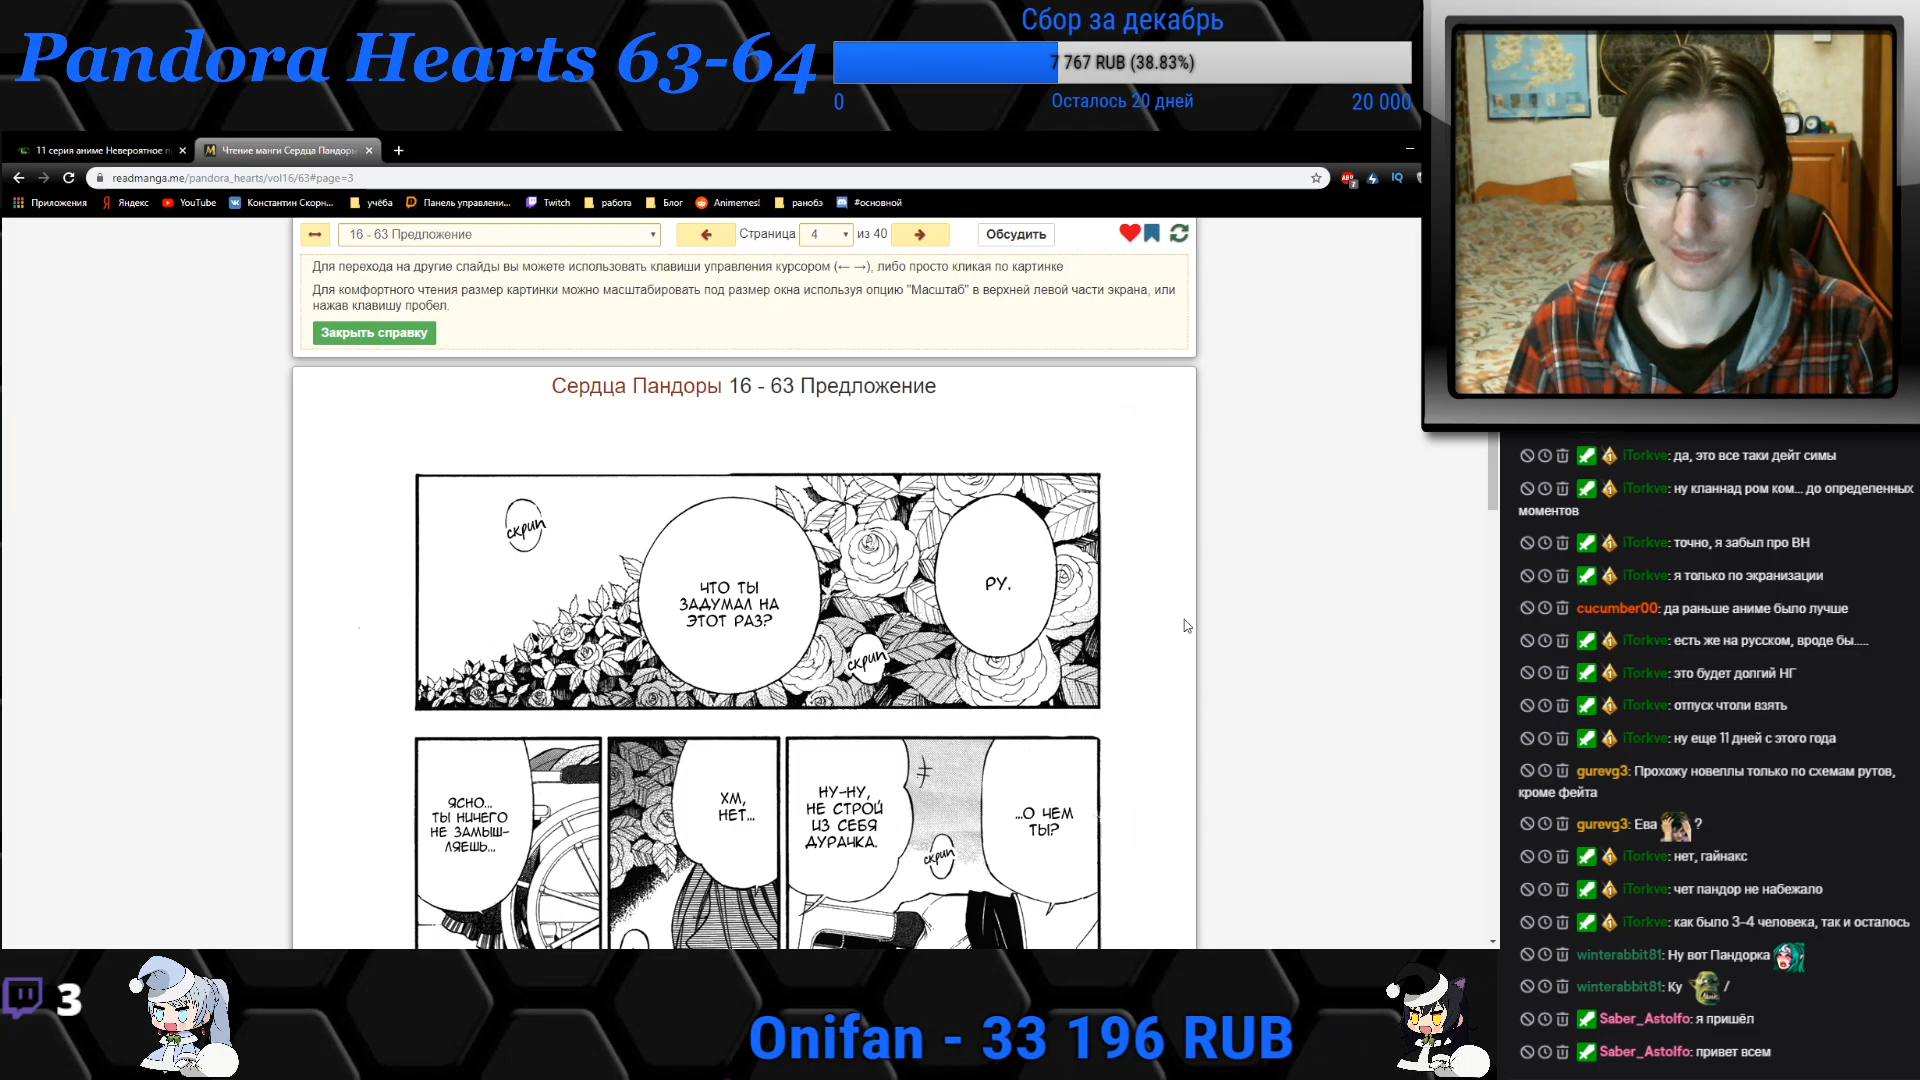 Pandora Hearts 63-64
Сбор за декабрь
7 767 RUB (38.83%)
0
Осталось 20 дней
20 000
11 серия аниме Невероятное п
Чтение манги Сердца Пандоры
readmanga.me/pandora_hearts/vol16/63#page=3
Приложения
Яндекс
YouTube
Константин Скорн...
учёба
Панель управлени...
Twitch
работа
Блог
Animemes!
ранобэ
#основной
16 - 63 Предложение
Страница
4
из 40
Обсудить
Для перехода на другие слайды вы можете использовать клавиши управления курсором (← →), либо просто кликая по картинке
Для комфортного чтения размер картинки можно масштабировать под размер окна используя опцию "Масштаб" в верхней левой части экрана, или
нажав клавишу пробел.
Закрыть справку
Сердца Пандоры 16 - 63 Предложение
РУ.
ЧТО ТЫ
ЗАДУМАЛ НА
ЭТОТ РАЗ?
скрип
скрип
...О ЧЕМ
ТЫ?
НУ-НУ,
НЕ СТРОЙ
ИЗ СЕБЯ
ДУРАЧКА.
скрип
ХМ,
НЕТ...
ЯСНО...
ТЫ НИЧЕГО
НЕ ЗАМЫШ-
ЛЯЕШЬ...
iTorkve: да, это все таки дейт симы
iTorkve: ну кланнад ром ком... до определенных
моментов
iTorkve: точно, я забыл про ВН
iTorkve: я только по экранизации
cucumber00: да раньше аниме было лучше
iTorkve: есть же на русском, вроде бы.....
iTorkve: это будет долгий НГ
iTorkve: отпуск чтоли взять
iTorkve: ну еще 11 дней с этого года
gurevg3: Прохожу новеллы только по схемам рутов,
кроме фейта
gurevg3: Ева ?
iTorkve: нет, гайнакс
iTorkve: чет пандор не набежало
iTorkve: как было 3-4 человека, так и осталось
winterabbit81: Ну вот Пандорка
winterabbit81: Ку /
Saber_Astolfo: я пришёл
Saber_Astolfo: привет всем
3
Onifan - 33 196 RUB